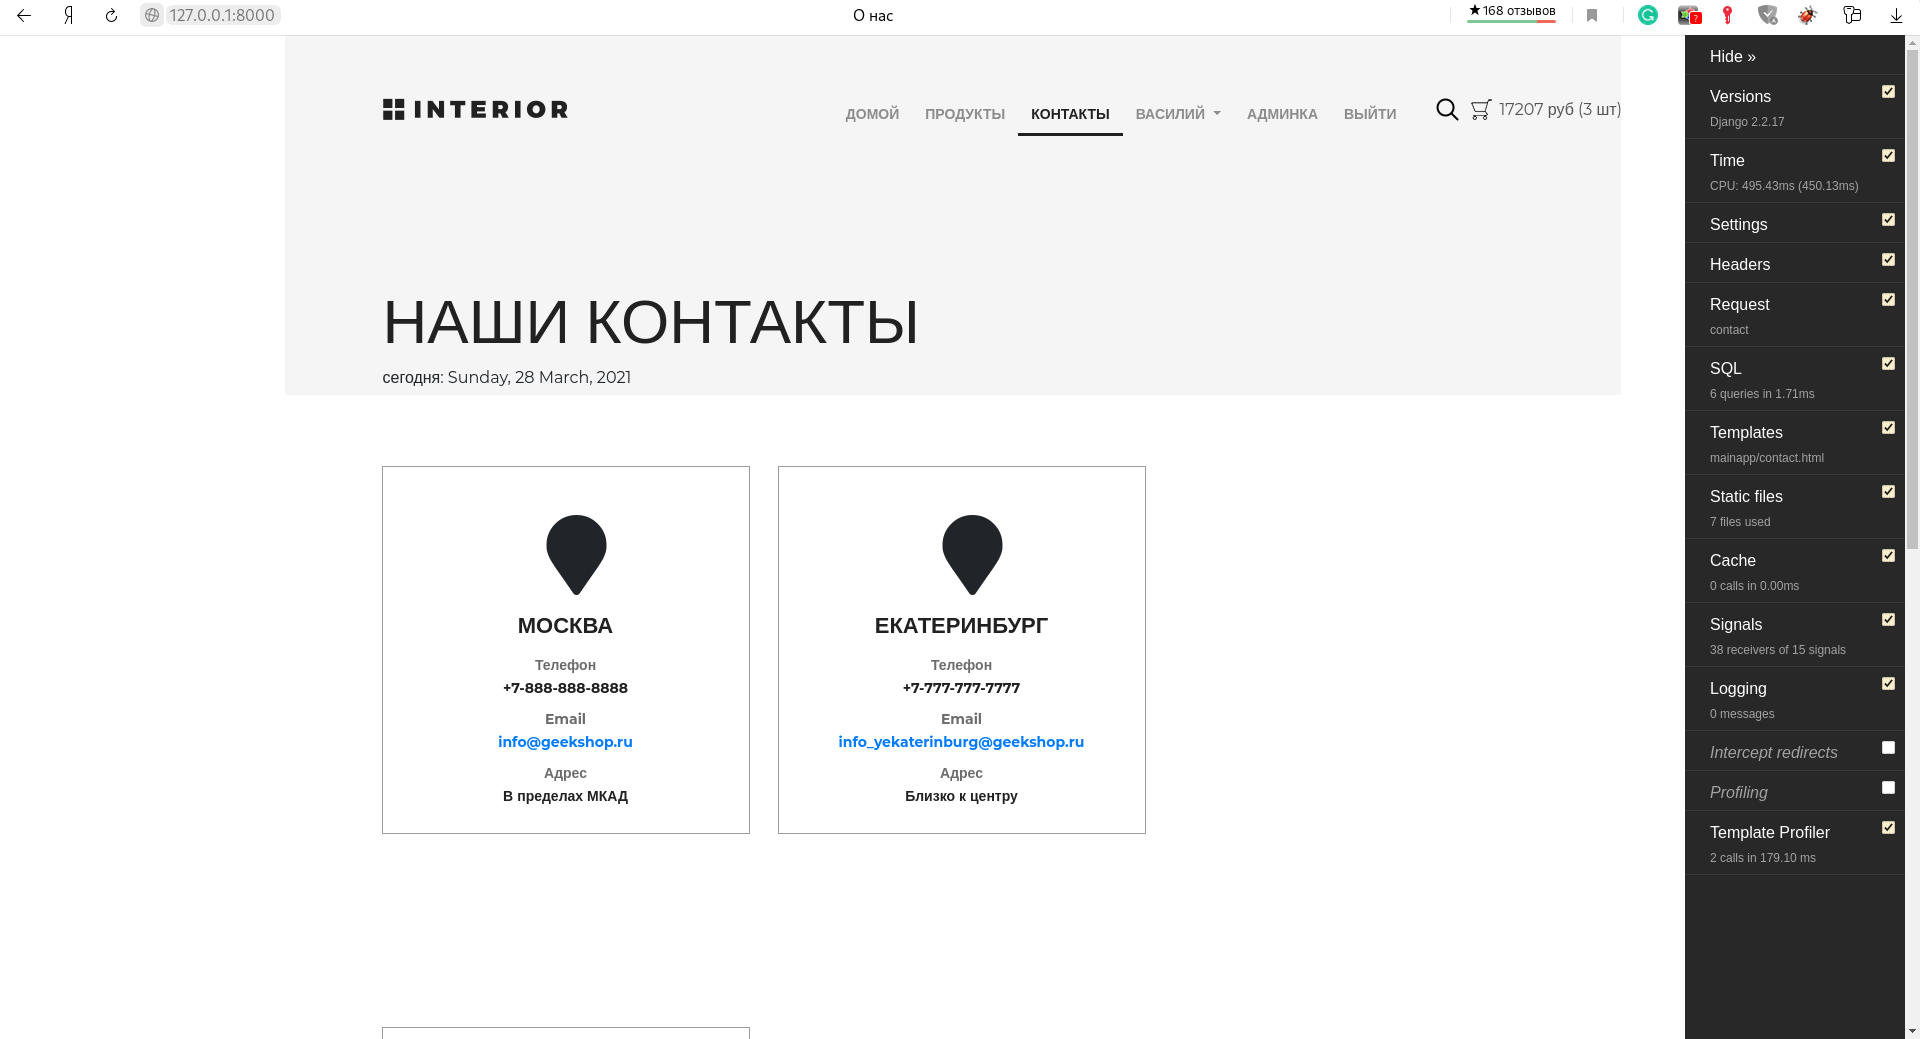 127.0.0.1:8000
О нас
★168 отзывов
INTERIOR
ДОМОЙ ПРОДУКТЫ КОНТАКТЫ ВАСИЛИЙ АДМИНКА ВЫЙТИ
17207 руб (3 шт)
НАШИ КОНТАКТЫ
сегодня: Sunday, 28 March, 2021
МОСКВА
Телефон
+7-888-888-8888
Email
info@geekshop.ru
Адрес
В пределах МКАД
ЕКАТЕРИНБУРГ
Телефон
+7-777-777-7777
Email
info_yekaterinburg@geekshop.ru
Адрес
Близко к центру
Hide »
Versions
Django 2.2.17
Time
CPU: 495.43ms (450.13ms)
Settings
Headers
Request
contact
SQL
6 queries in 1.71ms
Templates
mainapp/contact.html
Static files
7 files used
Cache
0 calls in 0.00ms
Signals
38 receivers of 15 signals
Logging
0 messages
Intercept redirects
Profiling
Template Profiler
2 calls in 179.10 ms